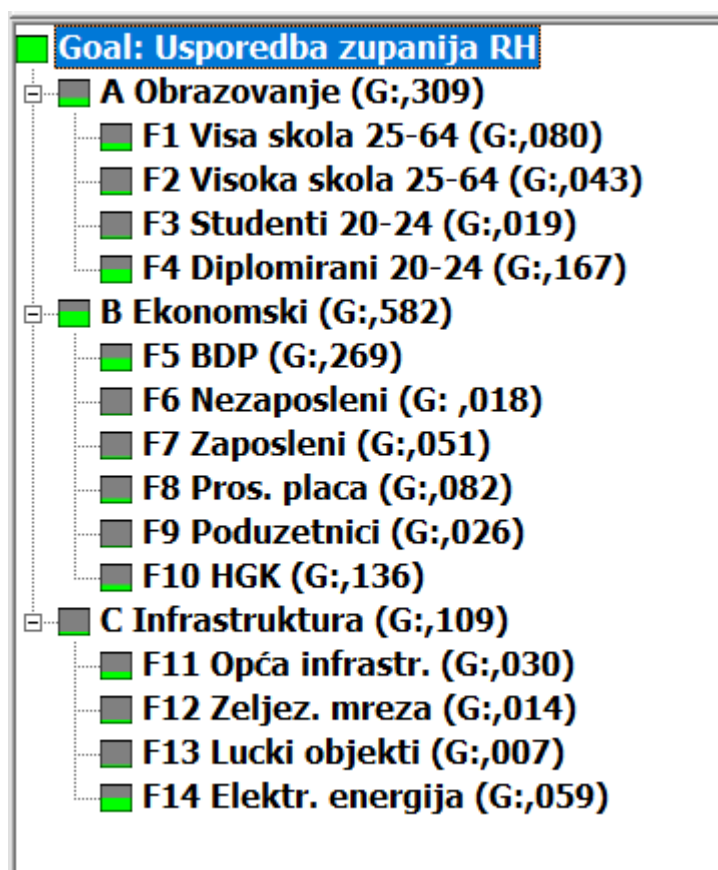 Goal: Usporedba zupanija RH
A Obrazovanje (G:,309)
F1 Visa skola 25-64 (G:,080)
F2 Visoka skola 25-64 (G:,043)
F3 Studenti 20-24 (G:,019)
F4 Diplomirani 20-24 (G:,167)
B Ekonomski (G:,582)
F5 BDP (G:,269)
F6 Nezaposleni (G: ,018)
F7 Zaposleni (G:,051)
F8 Pros. placa (G:,082)
F9 Poduzetnici (G:,026)
F10 HGK (G:,136)
C Infrastruktura (G:,109)
F11 Opća infrastr. (G:,030)
F12 Zeljez. mreza (G:,014)
F13 Lucki objekti (G:,007)
F14 Elektr. energija (G:,059)